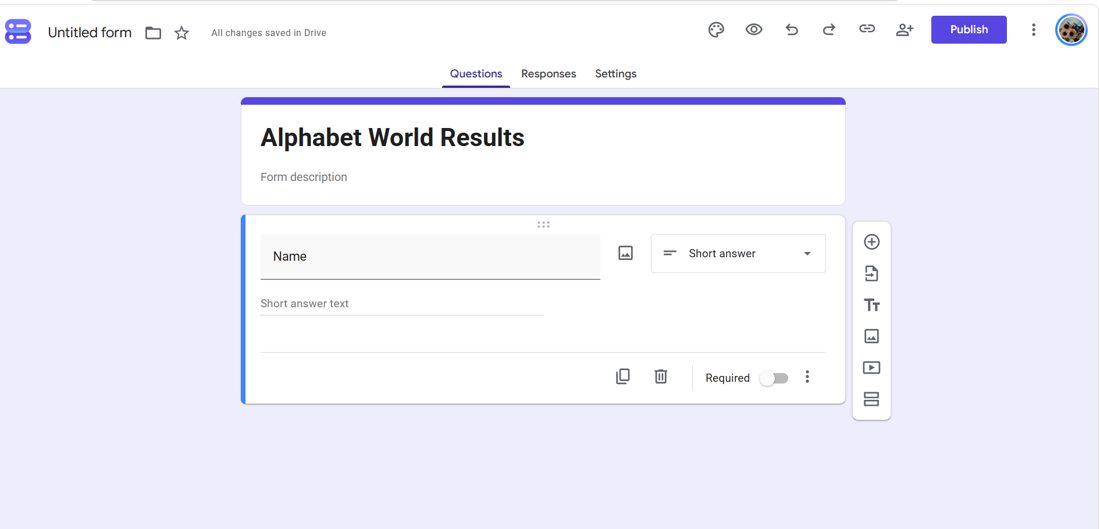 Untitled form
All changes saved in Drive
Publish
Questions Responses Settings
Alphabet World Results
Form description
Name
Short answer
Short answer text
Required